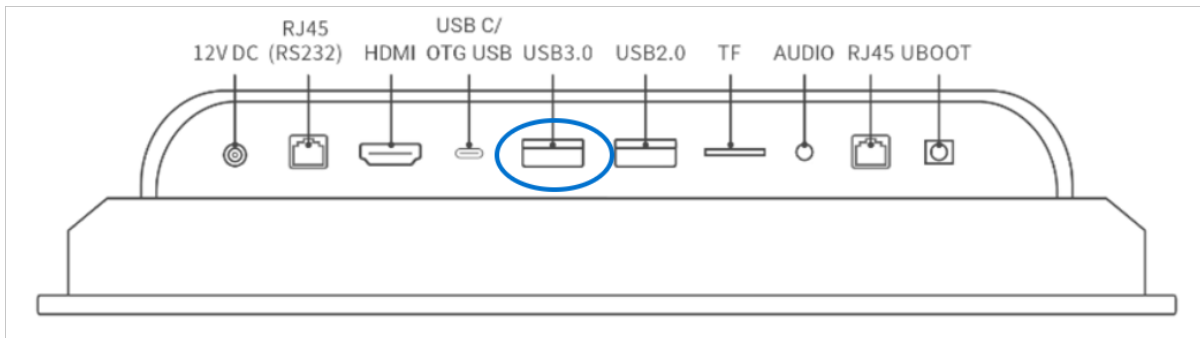 12V DC
RJ45
(RS232)
HDMI
USB C/
OTG USB
USB3.0
USB2.0
TF
AUDIO
RJ45
UBOOT